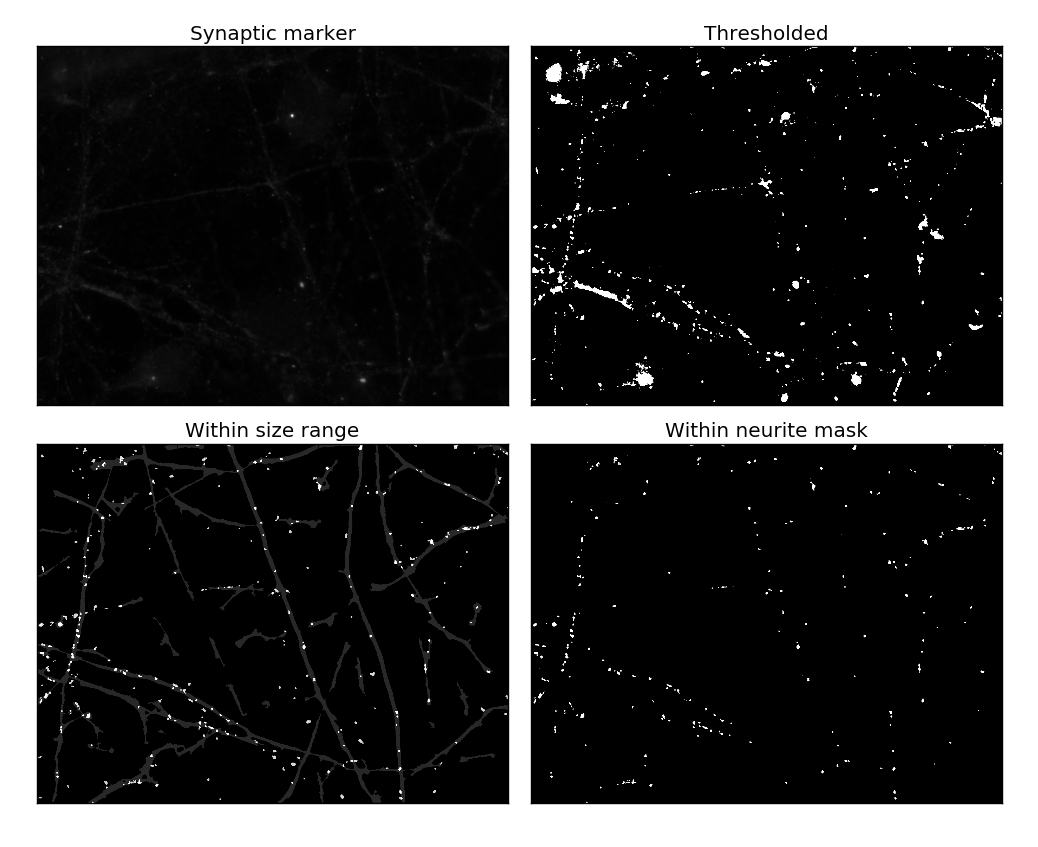 Synaptic marker
Thresholded
Within size range
Within neurite mask